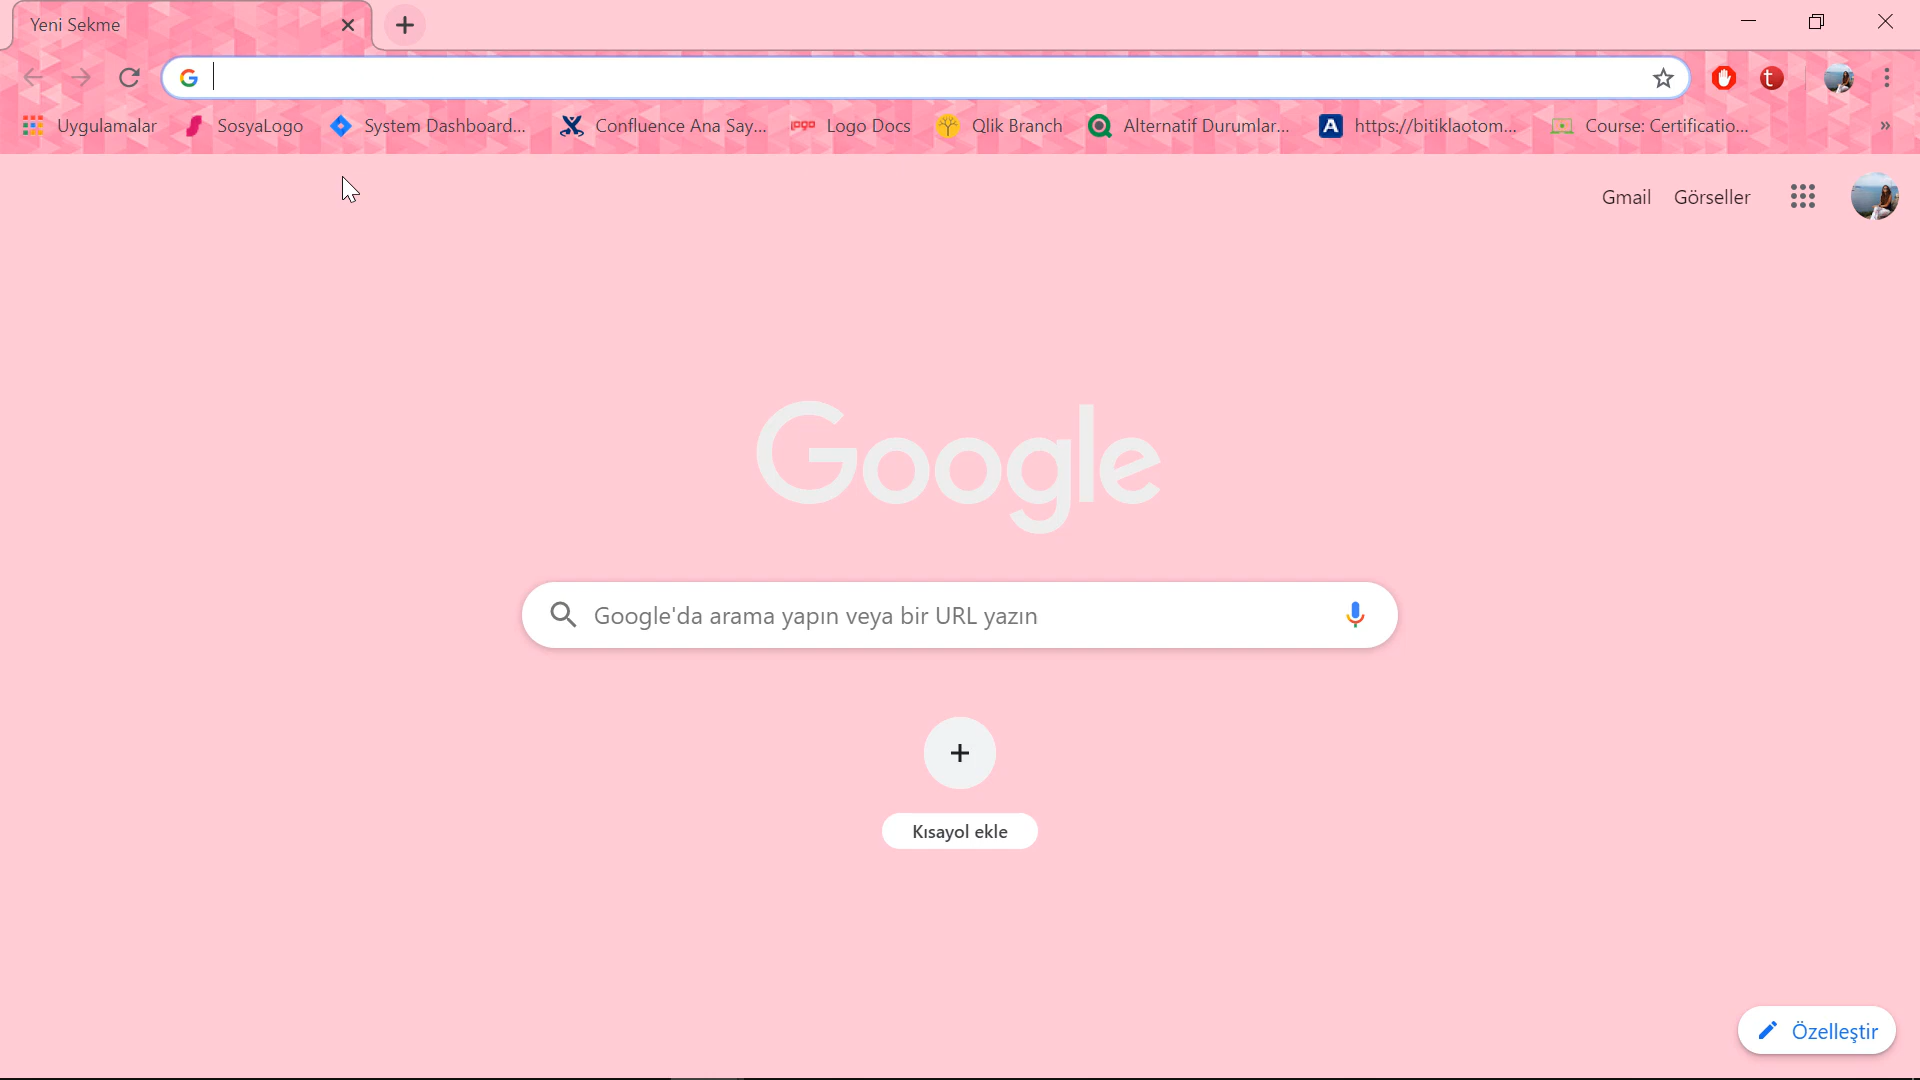 Yeni Sekme
Uygulamalar SosyaLogo System Dashboard... Confluence Ana Say... Logo Docs Qlik Branch Alternatif Durumlar... https://bitiklaotom... Course: Certificatio...
Gmail Görseller
Google
Google'da arama yapın veya bir URL yazın
Kısayol ekle
Özelleştir